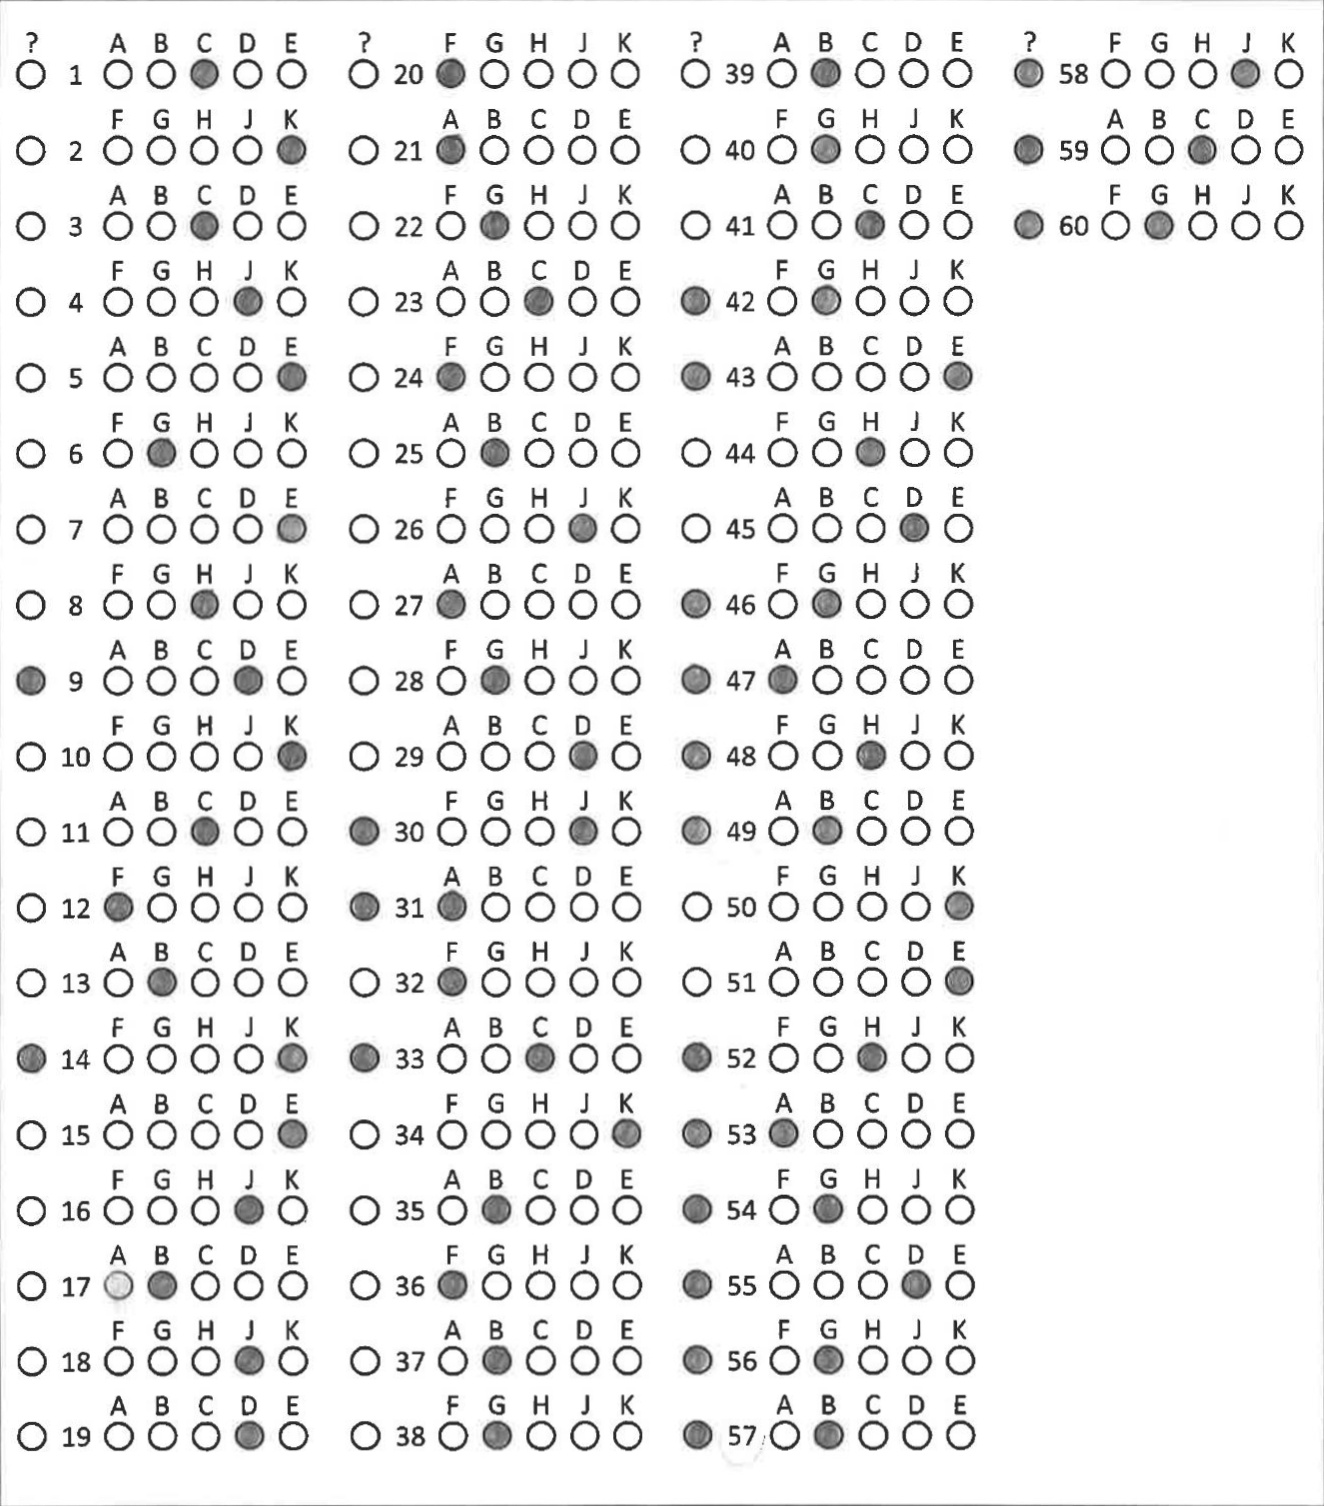 ? A B C D E ? F G H J K ? A B C D E ? F G H J K
1 20 39 58
F G H J K A B C D E F G H J K A B C D E
2 21 40 59
A B C D E F G H J K A B C D E F G H J K
3 22 41 60
F G H J K A B C D E F G H J K
4 23 42
A B C D E F G H J K A B C D E
5 24 43
F G H J K A B C D E F G H J K
6 25 44
A B C D E F G H J K A B C D E
7 26 45
F G H J K A B C D E F G H J K
8 27 46
A B C D E F G H J K A B C D E
9 28 47
F G H J K A B C D E F G H J K
10 29 48
A B C D E F G H J K A B C D E
11 30 49
F G H J K A B C D E F G H J K
12 31 50
A B C D E F G H J K A B C D E
13 32 51
F G H J K A B C D E F G H J K
14 33 52
A B C D E F G H J K A B C D E
15 34 53
F G H J K A B C D E F G H J K
16 35 54
A B C D E F G H J K A B C D E
17 36 55
F G H J K A B C D E F G H J K
18 37 56
A B C D E F G H J K A B C D E
19 38 57